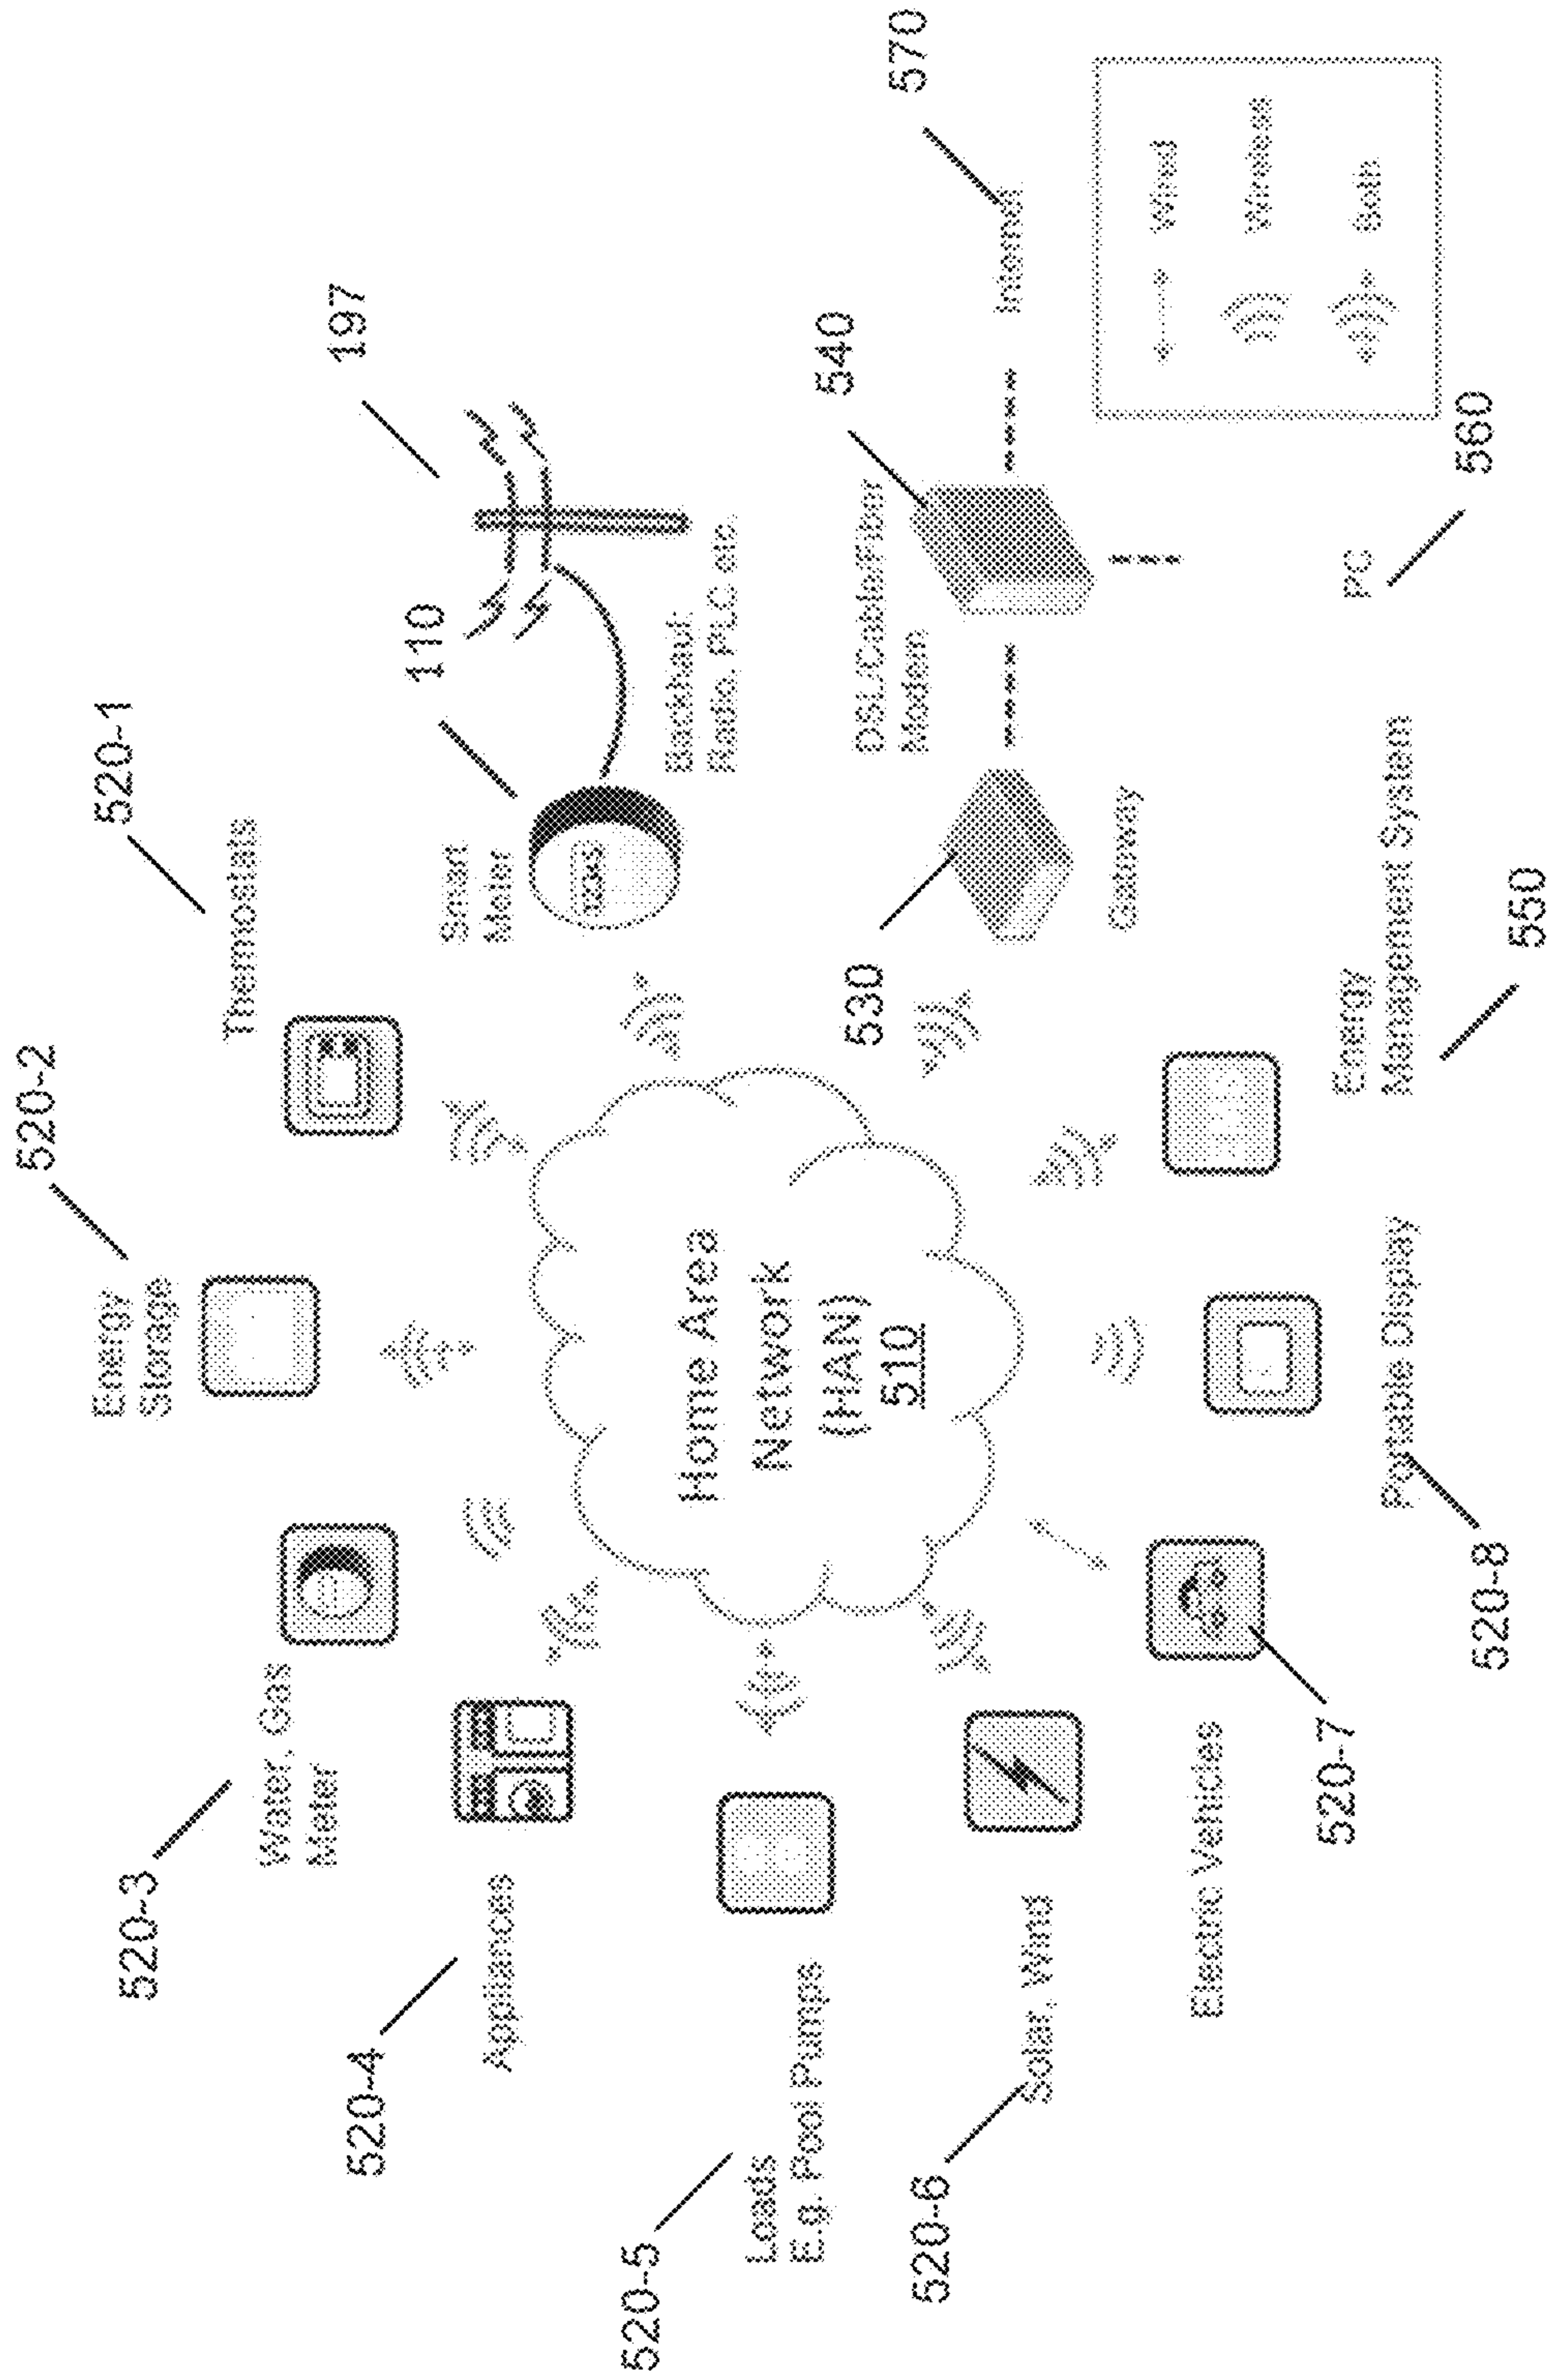 520-2
520-1
520-3
Energy
Storage
Thermostats
197
Water, Gas
Meter
520-4
Appliances
Smart
Meter
110
12345
Backhaul:
Radio, PLC etc.
520-5
Loads
E.g. Pool Pumps
Home Area
Network
(HAN)
510
530
540
570
DSL/Cable/Fiber
Modem
Internet
Gateway
520-6
Solar, Wind
Electric Vehicles
520-7
520-8
Portable Display
Energy
Management System
550
PC
560
Wired
Wireless
Both